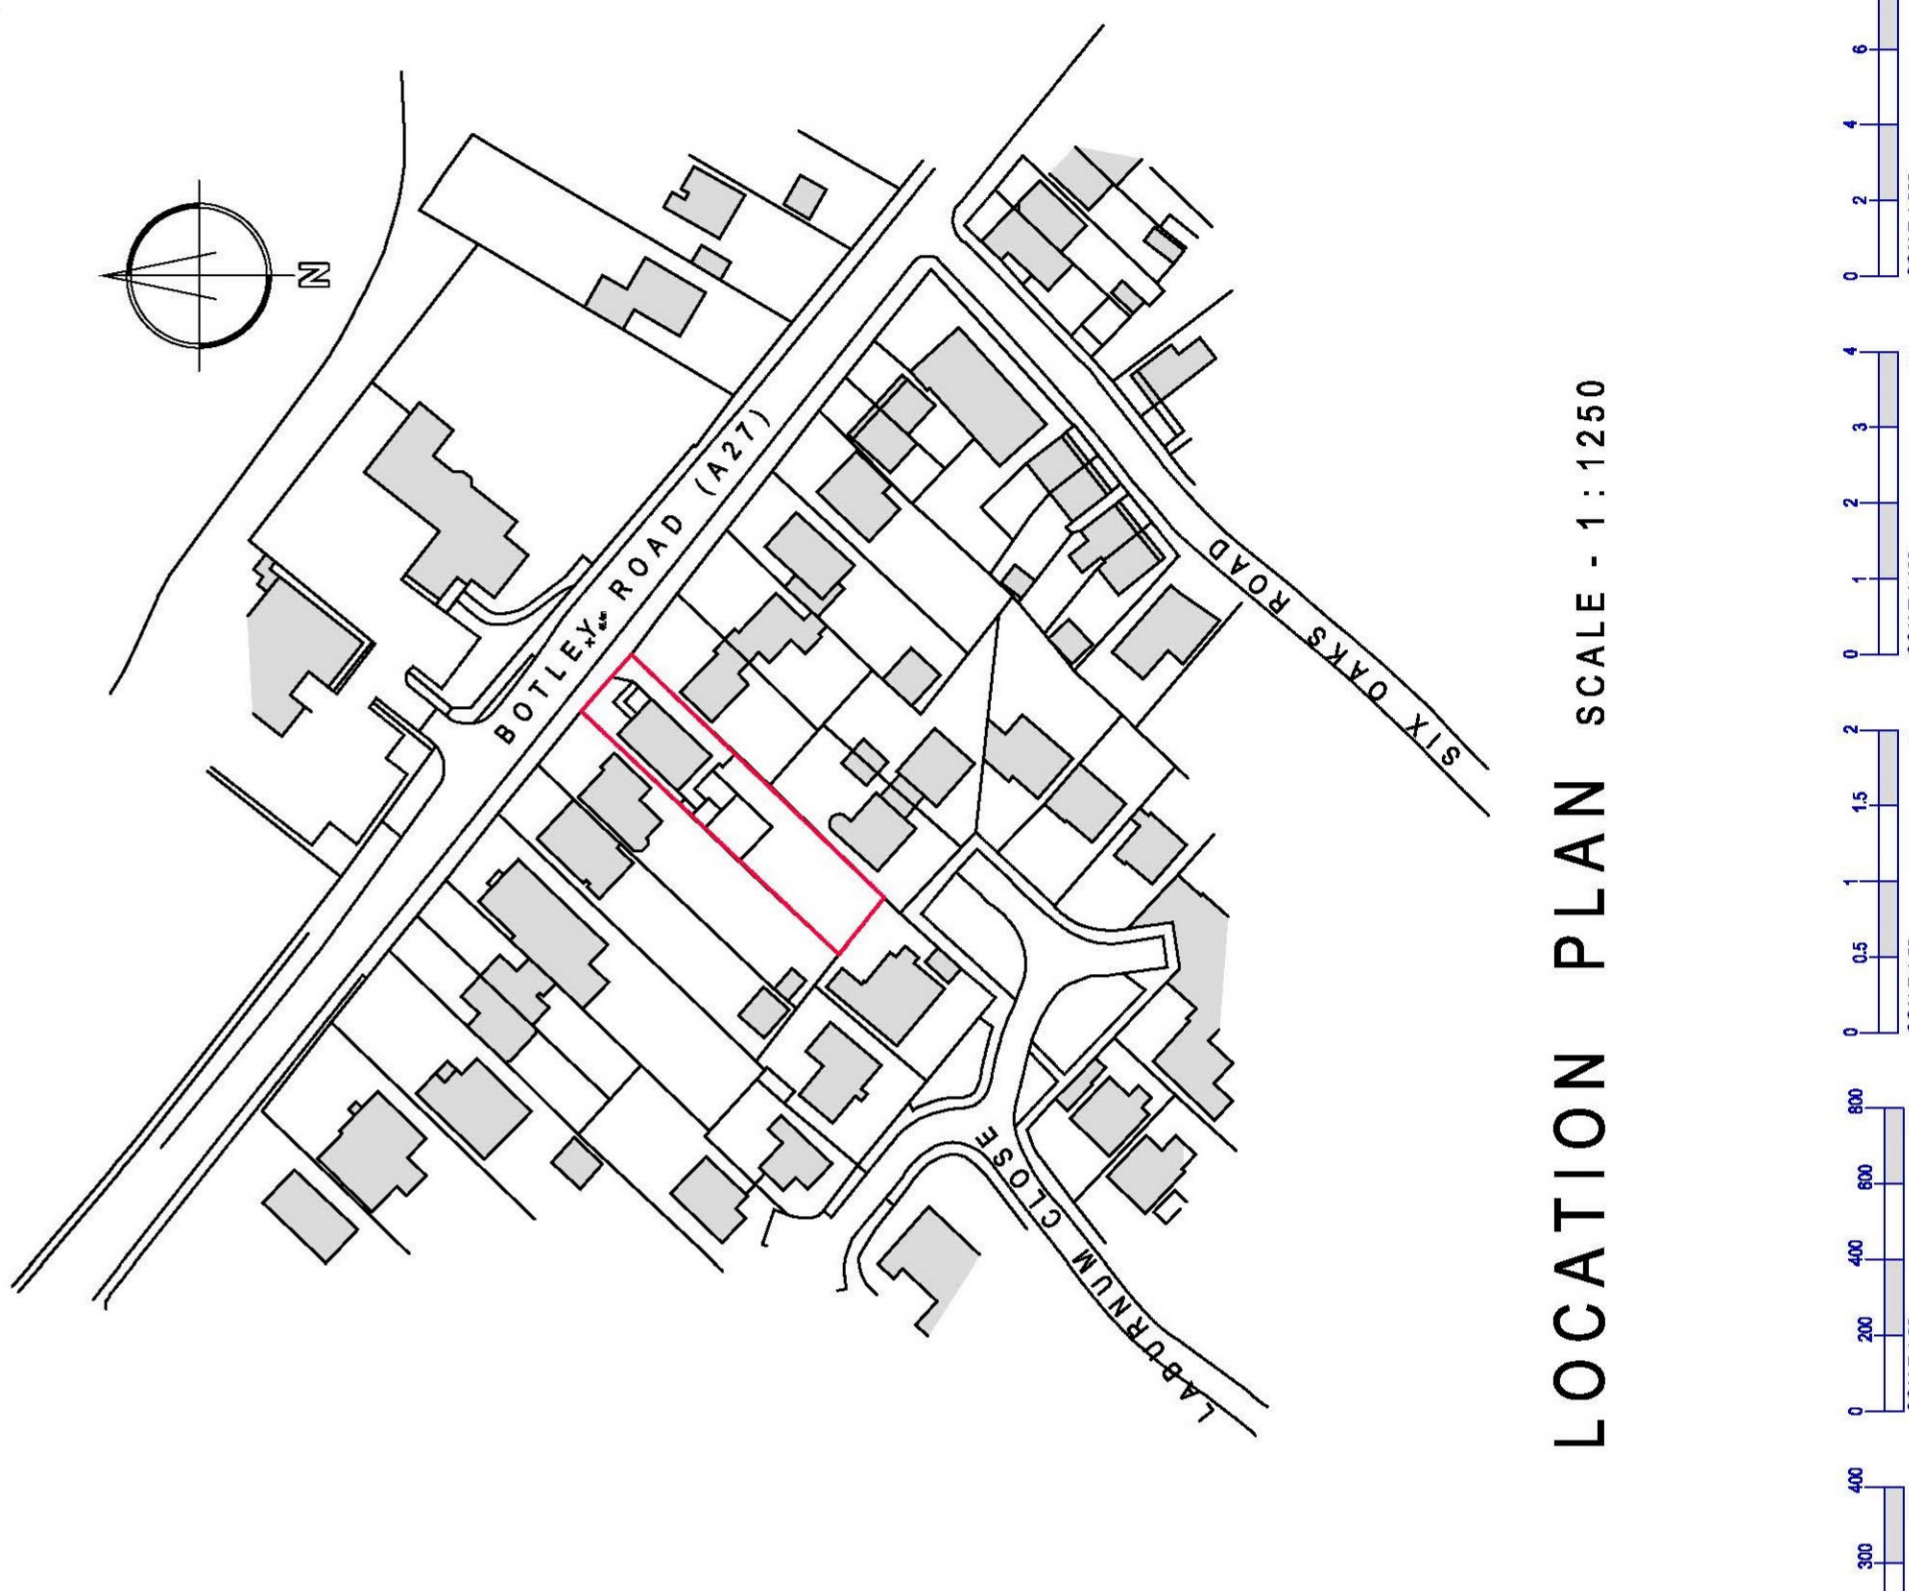 N
BOTLEY ROAD (A27)
SIX OAKS ROAD
LABURNUM CLOSE
LOCATION PLAN SCALE - 1 : 1250
300 400
0 200 400 600 800
0 0.5 1 1.5 2
0 1 2 3 4
0 2 4 6